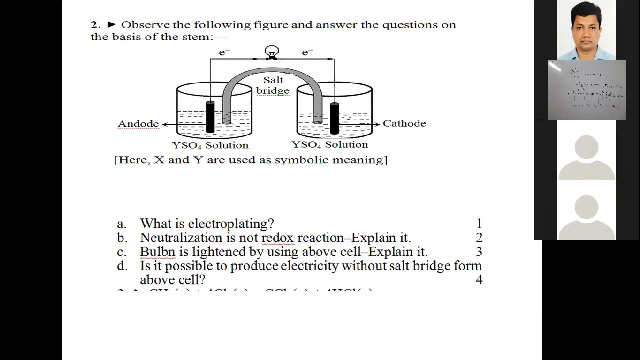 2. ► Observe the following figure and answer the questions on
the basis of the stem:
e⁻ e⁻
Salt
bridge
Andode
Cathode
YSO₄ Solution YSO₄ Solution
[Here, X and Y are used as symbolic meaning]
a. What is electroplating? 1
b. Neutralization is not redox reaction–Explain it. 2
c. Bulbn is lightened by using above cell–Explain it. 3
d. Is it possible to produce electricity without salt bridge form
above cell? 4